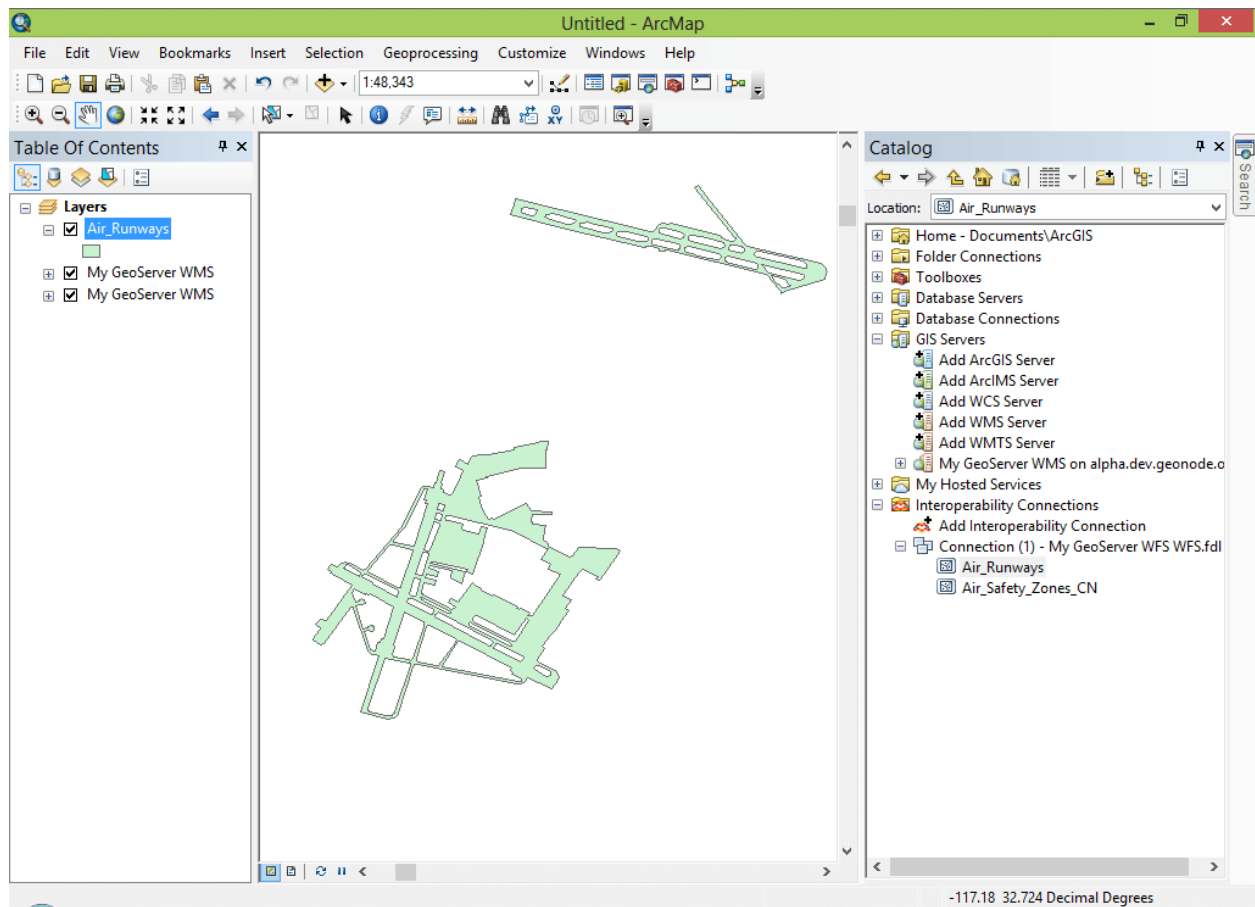 Untitled - ArcMap
File Edit View Bookmarks Insert Selection Geoprocessing Customize Windows Help
1:48,343
Table Of Contents
Layers
Air_Runways
My GeoServer WMS
My GeoServer WMS
Catalog
Location: Air_Runways
Home - Documents\ArcGIS
Folder Connections
Toolboxes
Database Servers
Database Connections
GIS Servers
Add ArcGIS Server
Add ArcIMS Server
Add WCS Server
Add WMS Server
Add WMTS Server
My GeoServer WMS on alpha.dev.geonode.o
My Hosted Services
Interoperability Connections
Add Interoperability Connection
Connection (1) - My GeoServer WFS WFS.fdl
Air_Runways
Air_Safety_Zones_CN
Search
-117.18 32.724 Decimal Degrees